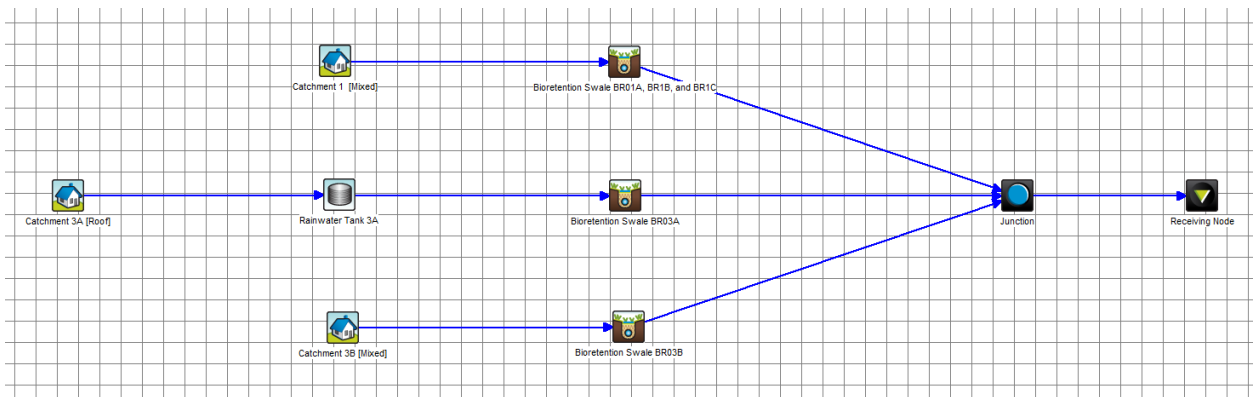 Catchment 1  [Mixed]
Bioretention Swale BR01A, BR1B, and BR1C
Catchment 3A [Roof]
Rainwater Tank 3A
Bioretention Swale BR03A
Junction
Receiving Node
Catchment 3B [Mixed]
Bioretention Swale BR03B